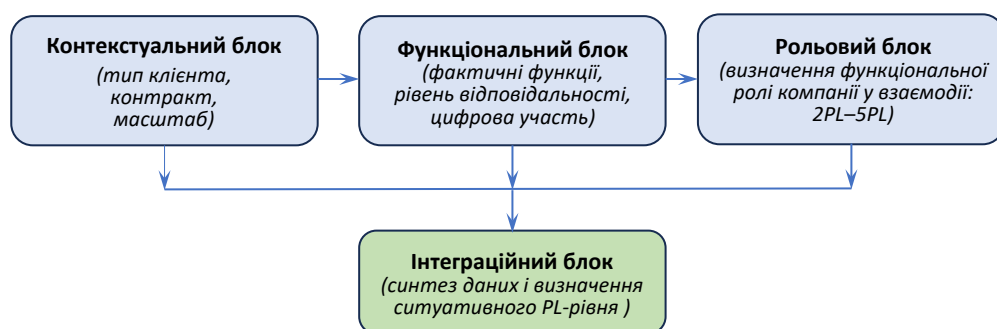 Контекстуальний блок
(тип клієнта,
контракт,
масштаб)
Функціональний блок
(фактичні функції,
рівень відповідальності,
цифрова участь)
Рольовий блок
(визначення функціональної
ролі компанії у взаємодії:
2PL–5PL)
Інтеграційний блок
(синтез даних і визначення
ситуативного PL-рівня )